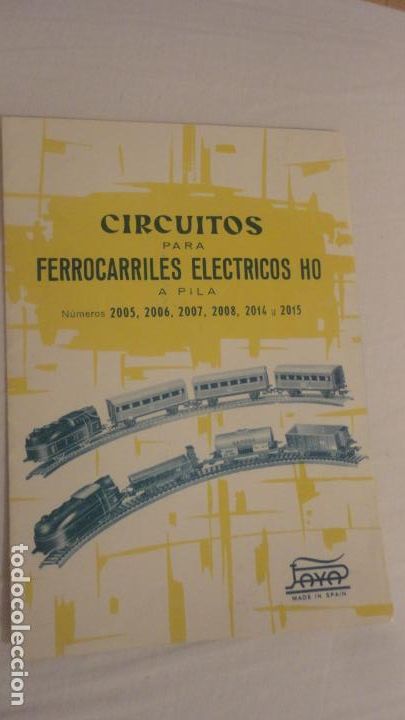 CIRCUITOS
PARA
FERROCARRILES ELECTRICOS HO
A PILA
Números 2005, 2006, 2007, 2008, 2014 y 2015
PAYA
MADE IN SPAIN
todocoleccion